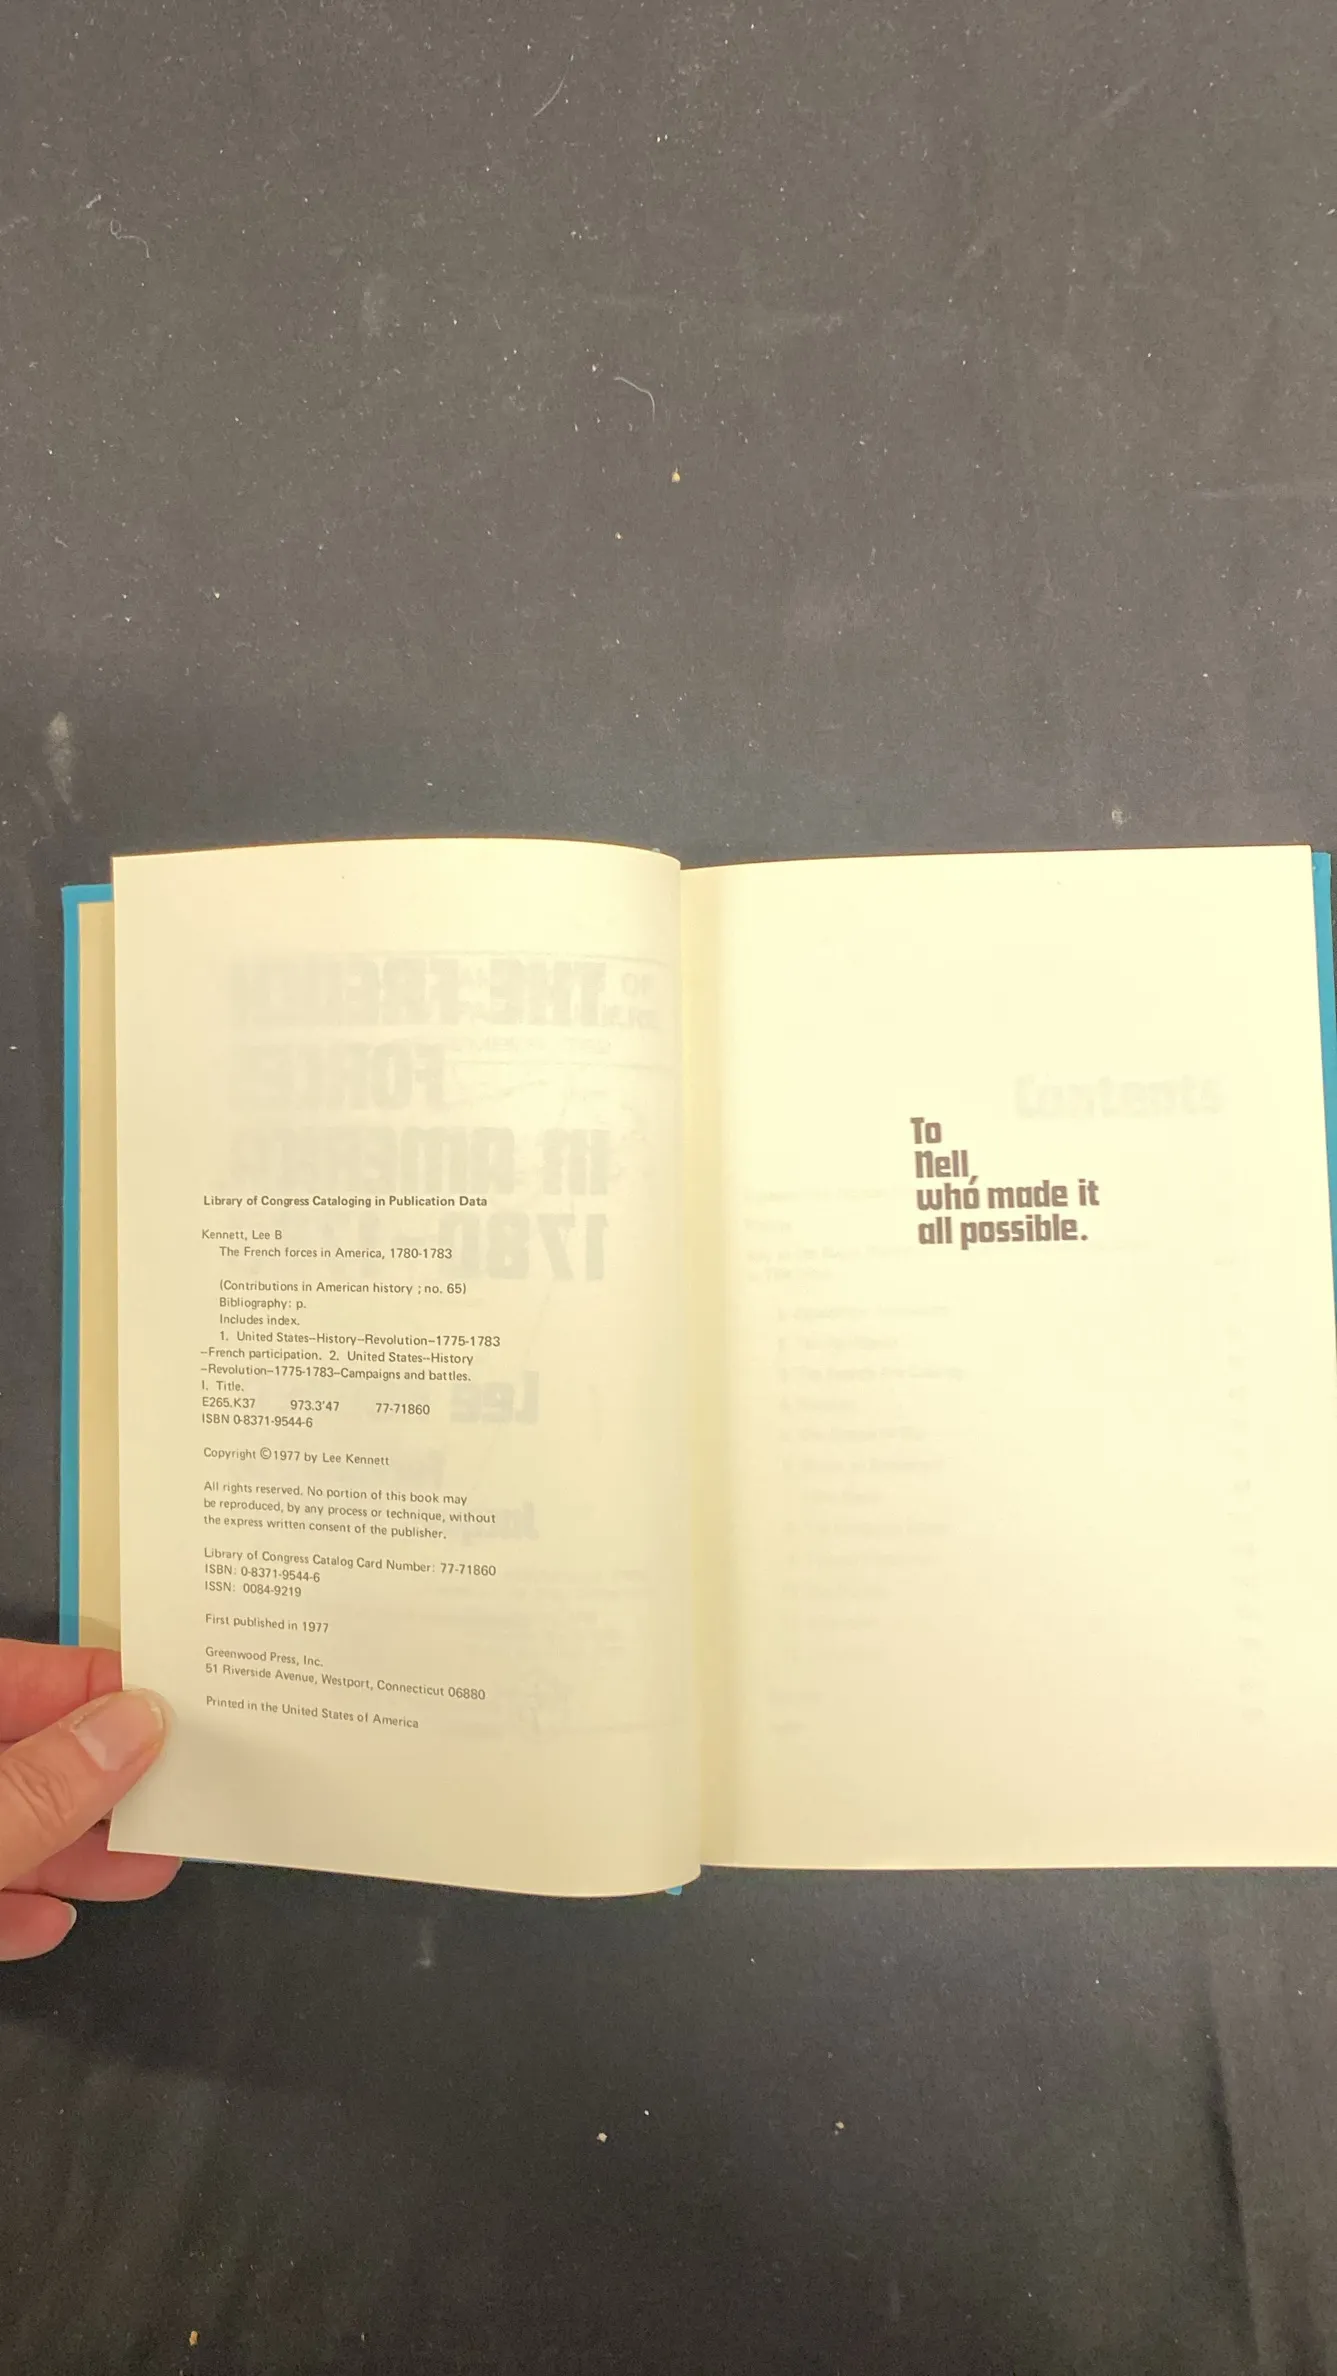 Library of Congress Cataloging in Publication Data
Kennett, Lee B
The French forces in America, 1780-1783
(Contributions in American history ; no. 65)
Bibliography: p.
Includes index.
1. United States--History--Revolution--1775-1783
--French participation. 2. United States--History
--Revolution--1775-1783--Campaigns and battles.
I. Title.
E265.K37 973.3'47 77-71860
ISBN 0-8371-9544-6
Copyright ©1977 by Lee Kennett
All rights reserved. No portion of this book may
be reproduced, by any process or technique, without
the express written consent of the publisher.
Library of Congress Catalog Card Number: 77-71860
ISBN: 0-8371-9544-6
ISSN: 0084-9219
First published in 1977
Greenwood Press, Inc.
51 Riverside Avenue, Westport, Connecticut 06880
Printed in the United States of America
To
Nell,
who made it
all possible.